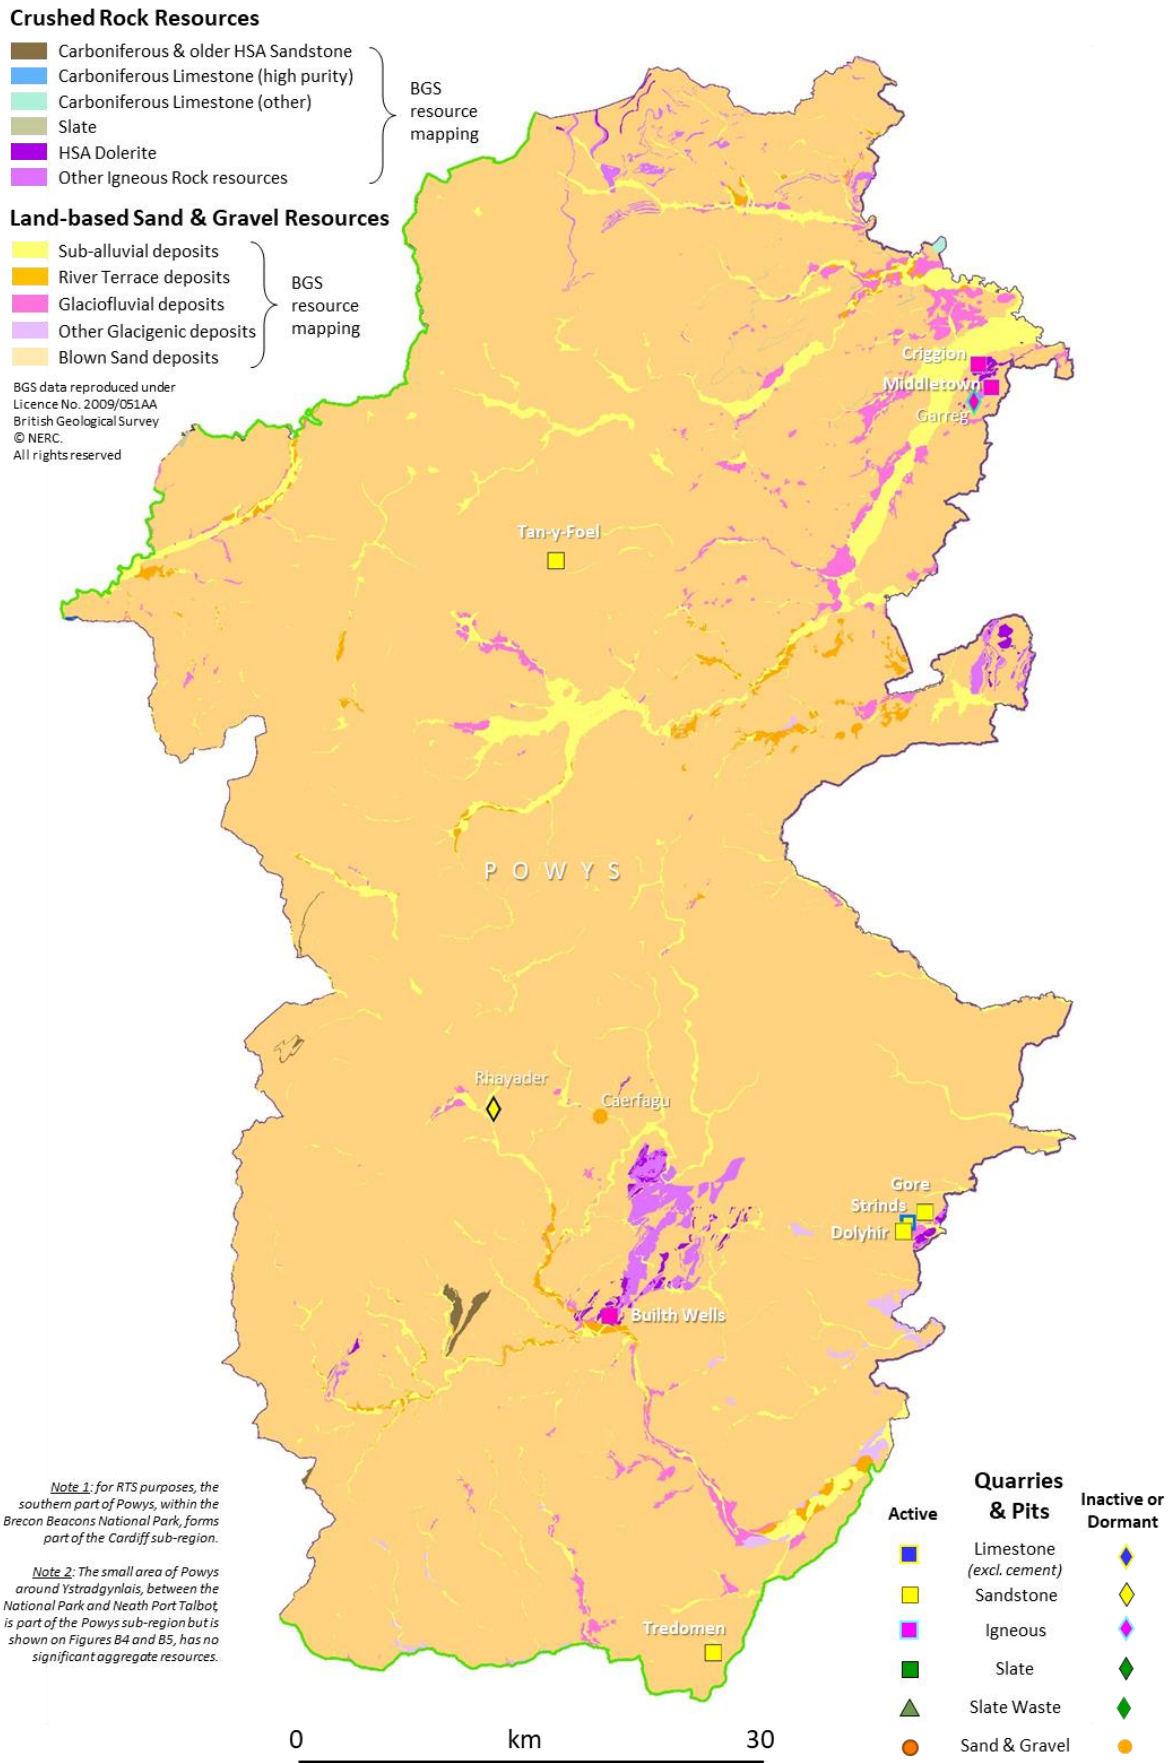 Crushed Rock Resources
Carboniferous & older HSA Sandstone
Carboniferous Limestone (high purity)
Carboniferous Limestone (other)
Slate
HSA Dolerite
Other Igneous Rock resources
BGS
resource
mapping
Land-based Sand & Gravel Resources
Sub-alluvial deposits
River Terrace deposits
Glaciofluvial deposits
Other Glacigenic deposits
Blown Sand deposits
BGS
resource
mapping
BGS data reproduced under
Licence No. 2009/051AA
British Geological Survey
© NERC.
All rights reserved
Criggion
Middletown
Garreg
Tan-y-Foel
POWYS
Rhayader
Caerfagu
Gore
Strinds
Dolyhir
Builth Wells
Tredomen
Note 1: for RTS purposes, the
southern part of Powys, within the
Brecon Beacons National Park, forms
part of the Cardiff sub-region.
Note 2: The small area of Powys
around Ystradgynlais, between the
National Park and Neath Port Talbot,
is part of the Powys sub-region but is
shown on Figures B4 and B5, has no
significant aggregate resources.
Quarries
& Pits
Active
Inactive or
Dormant
Limestone
(excl. cement)
Sandstone
Igneous
Slate
Slate Waste
Sand & Gravel
0 km 30